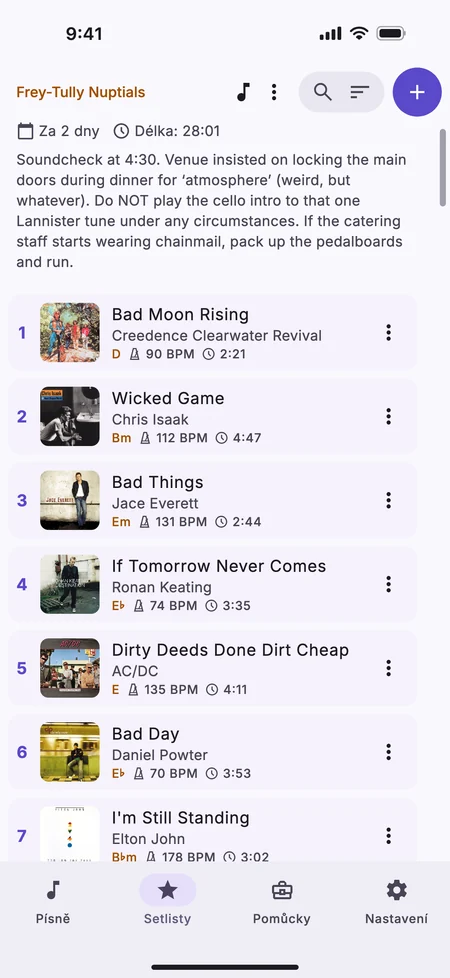 9:41
Frey-Tully Nuptials
Za 2 dny Délka: 28:01
Soundcheck at 4:30. Venue insisted on locking the main
doors during dinner for ‘atmosphere’ (weird, but
whatever). Do NOT play the cello intro to that one
Lannister tune under any circumstances. If the catering
staff starts wearing chainmail, pack up the pedalboards
and run.
1
Bad Moon Rising
Creedence Clearwater Revival
D 90 BPM 2:21
2
Wicked Game
Chris Isaak
Bm 112 BPM 4:47
3
JACE EVERETT
Bad Things
Jace Everett
Em 131 BPM 2:44
4
If Tomorrow Never Comes
Ronan Keating
E♭ 74 BPM 3:35
5
Dirty Deeds Done Dirt Cheap
AC/DC
E 135 BPM 4:11
6
Bad Day
Daniel Powter
E♭ 70 BPM 3:53
7
I'm Still Standing
Elton John
B♭m 178 BPM 3:02
Písně Setlisty Pomůcky Nastavení